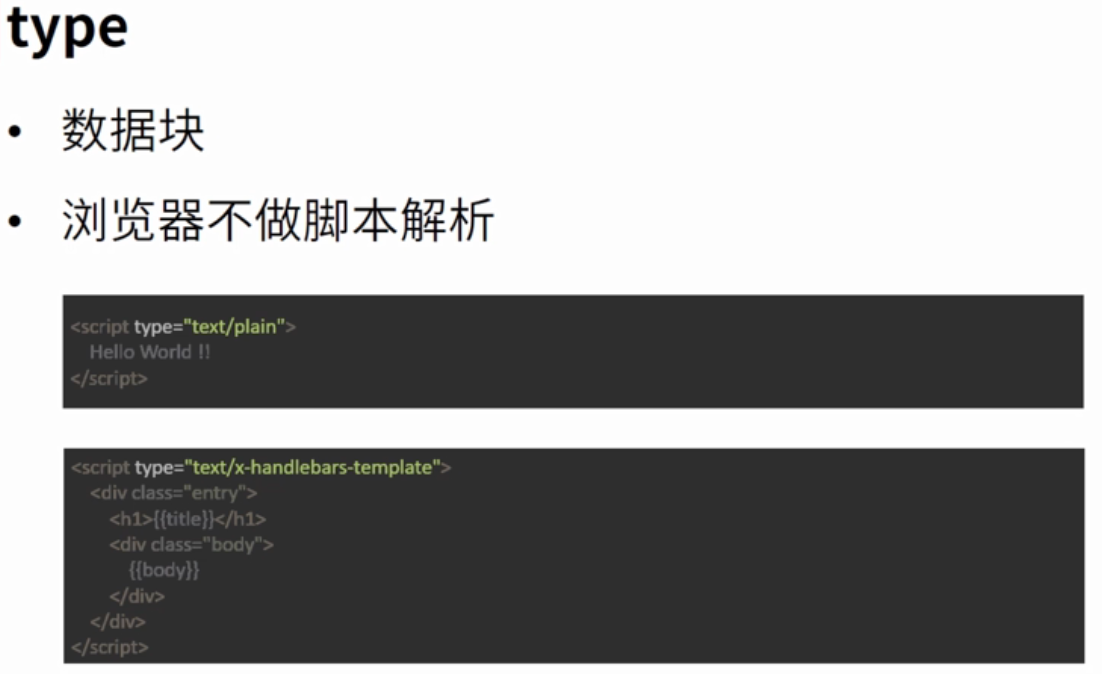 type
• 数据块
• 浏览器不做脚本解析
<script type="text/plain">
Hello World !!
</script>
<script type="text/x-handlebars-template">
<div class="entry">
<h1>{{title}}</h1>
<div class="body">
{{body}}
</div>
</div>
</script>